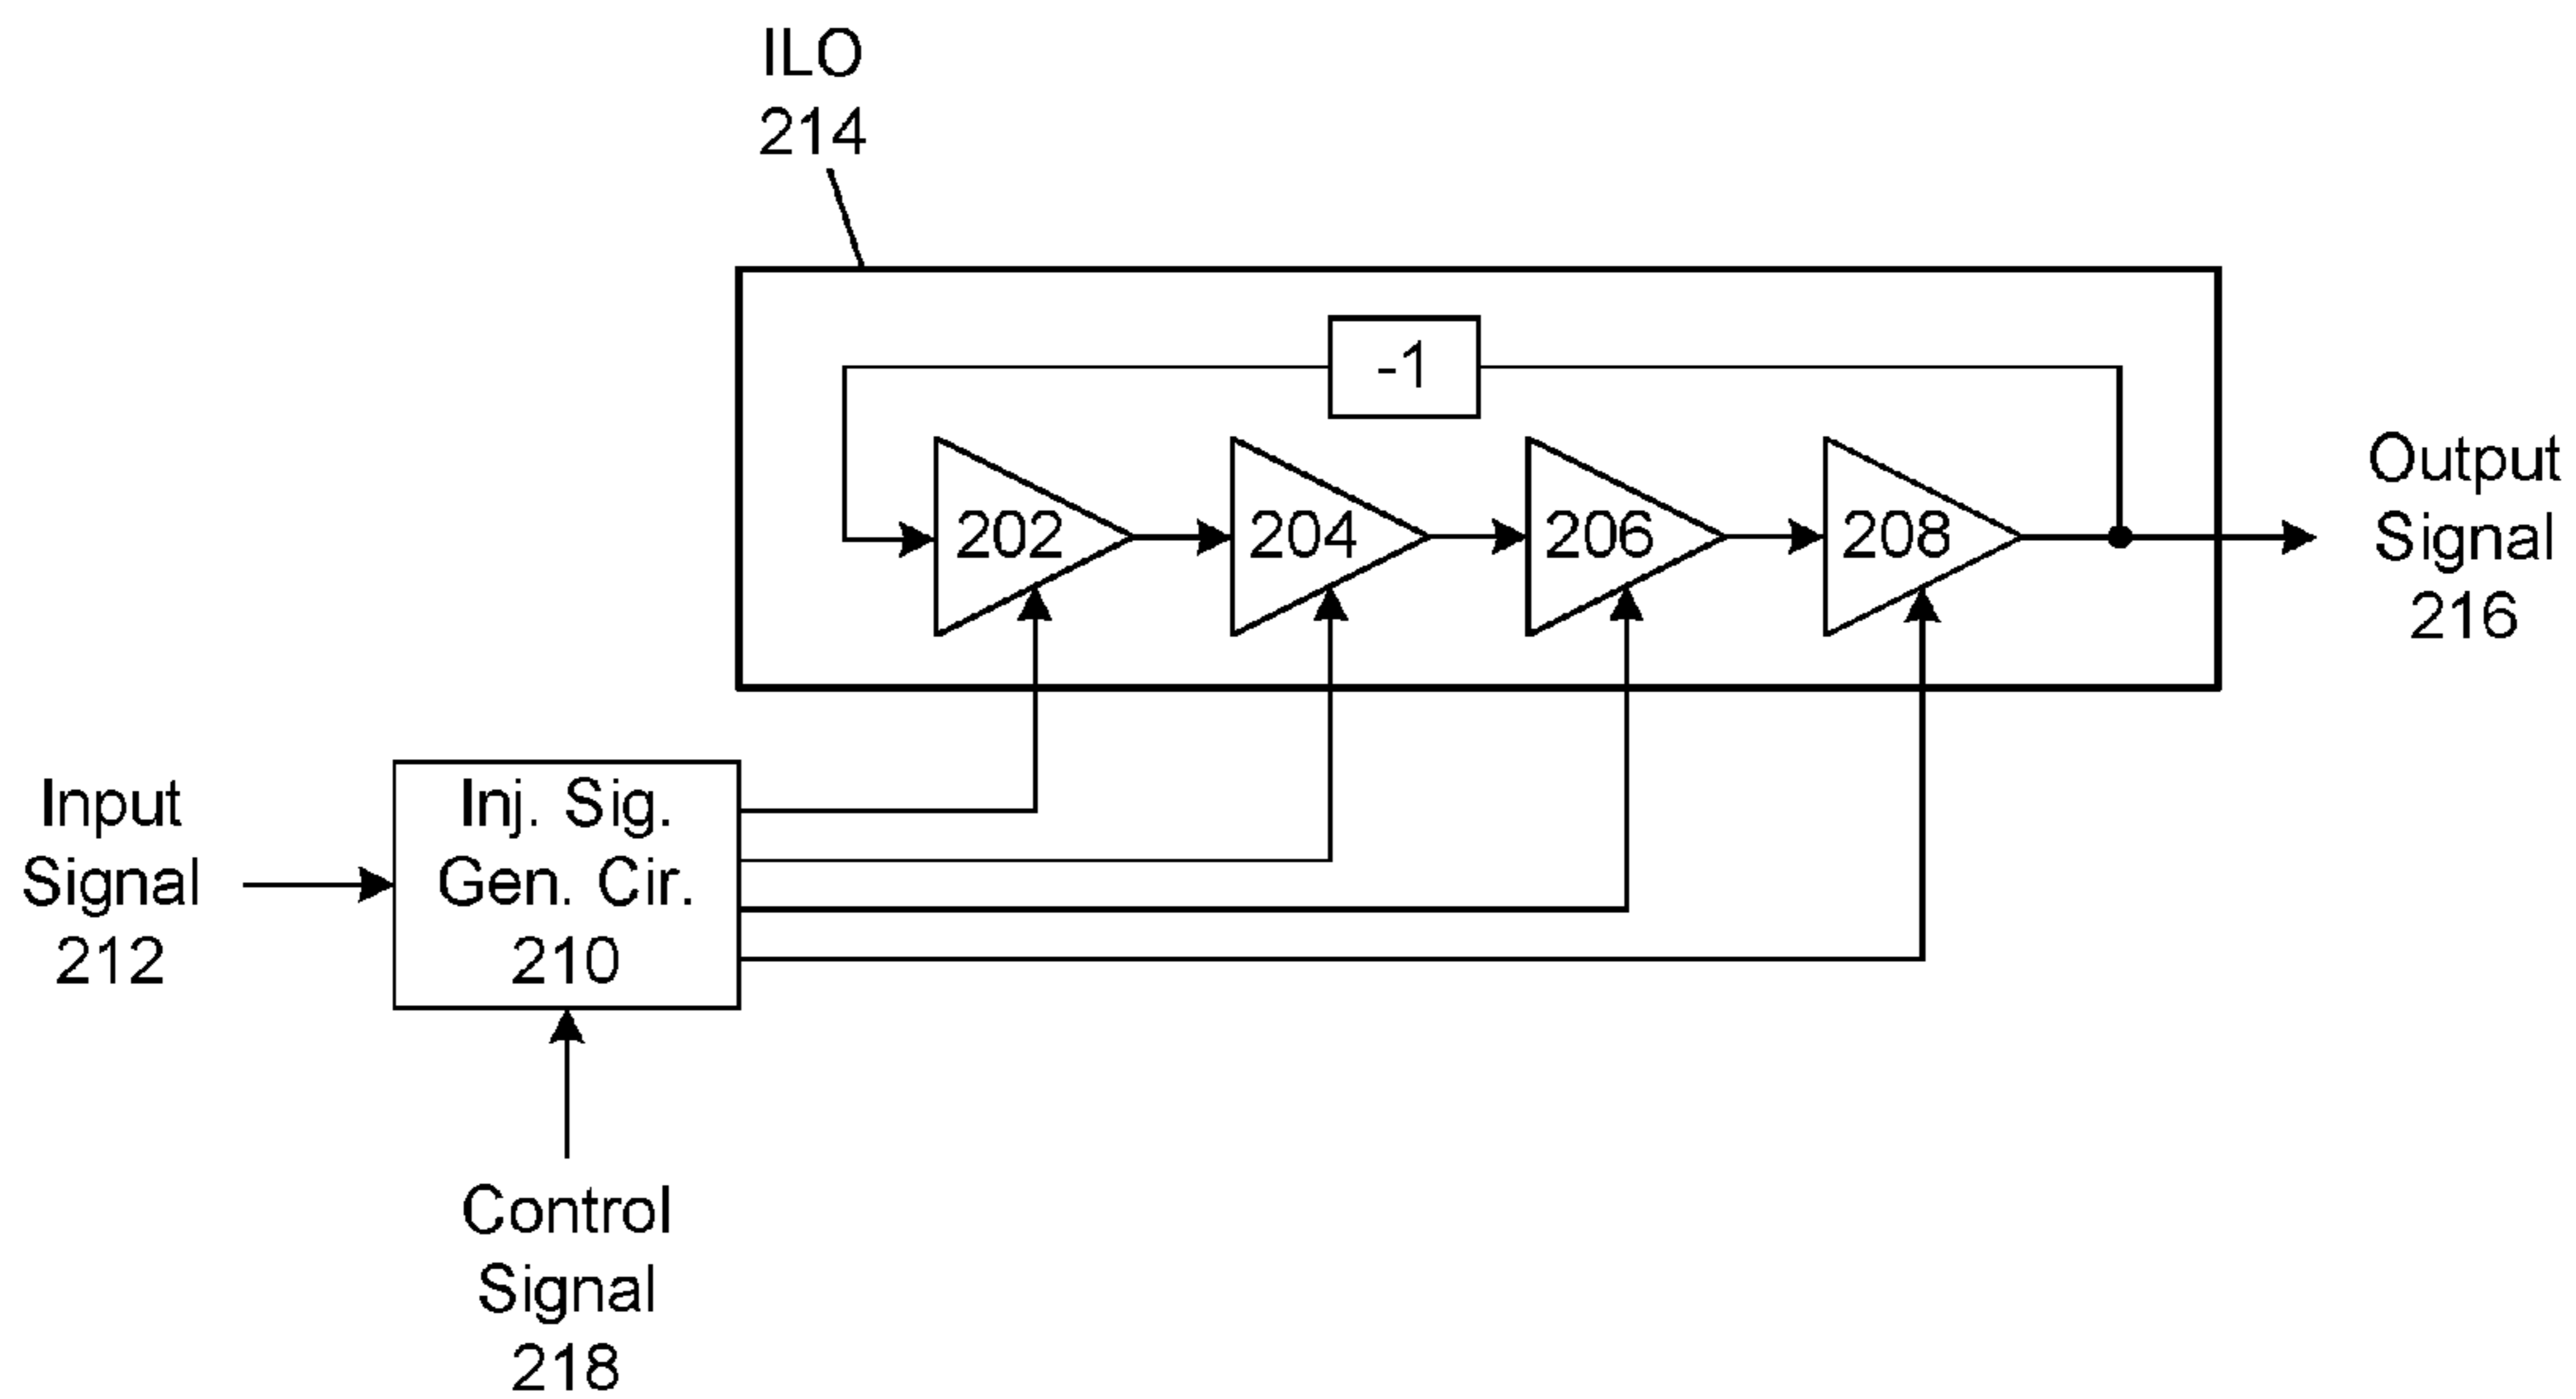 ILO
214
-1
202
204
206
208
Output
Signal
216
Input
Signal
212
Inj. Sig.
Gen. Cir.
210
Control
Signal
218